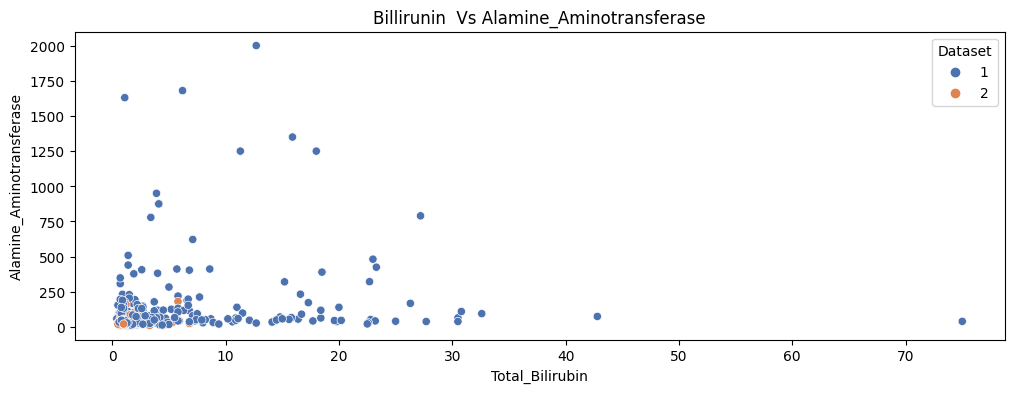 Billirunin  Vs Alamine_Aminotransferase
Alamine_Aminotransferase
2000
1750
1500
1250
1000
750
500
250
0
Dataset
1
2
0 10 20 30 40 50 60 70
Total_Bilirubin